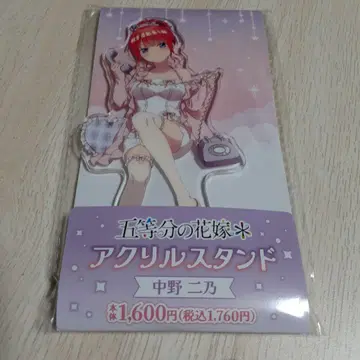 五等分の花嫁*
アクリルスタンド
中野 二乃
本体1,600円(税込1,760円)